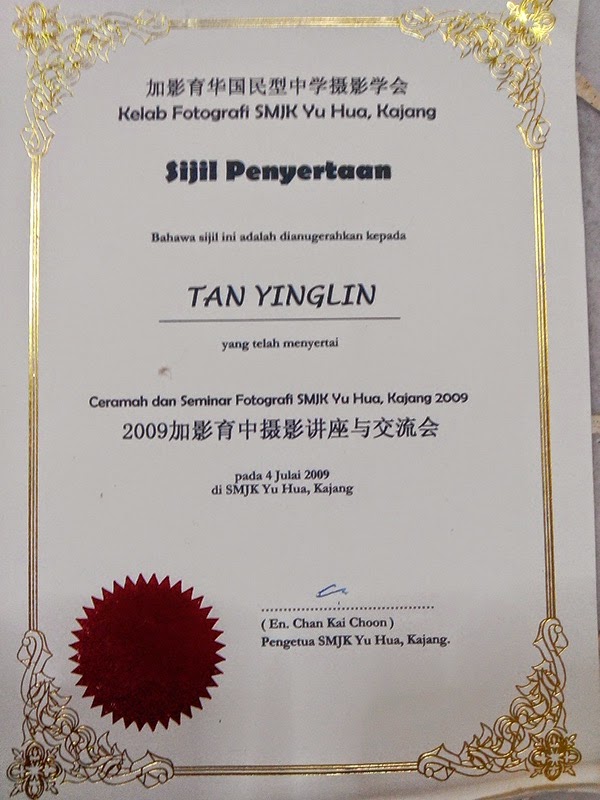 加影育华国民型中学摄影学会
Kelab Fotografi SMJK Yu Hua, Kajang
Sijil Penyertaan
Bahawa sijil ini adalah dianugerahkan kepada
TAN YINGLIN
yang telah menyertai
Ceramah dan Seminar Fotografi SMJK Yu Hua, Kajang 2009
2009加影育中摄影讲座与交流会
pada 4 Julai 2009
di SMJK Yu Hua, Kajang
( En. Chan Kai Choon )
Pengetua SMJK Yu Hua, Kajang.